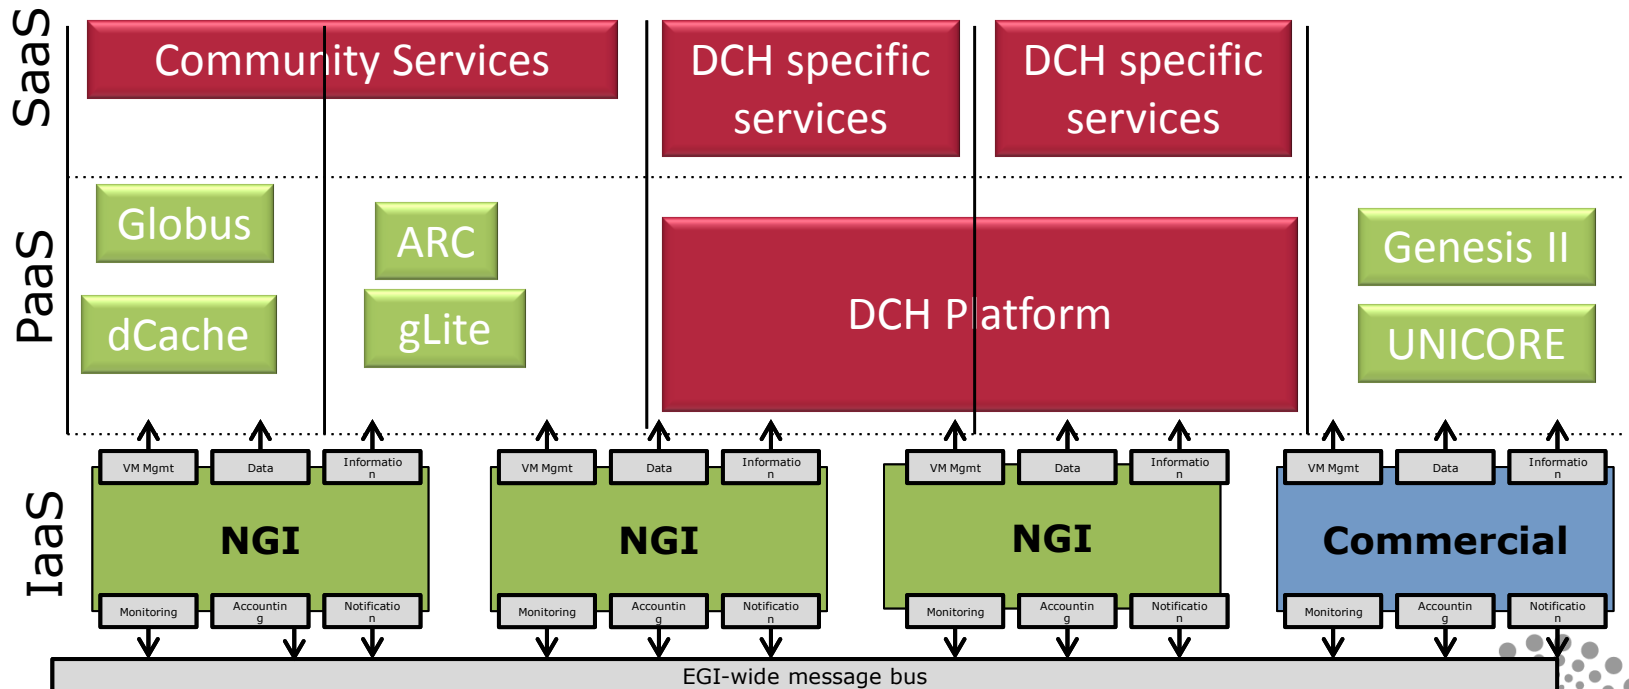 SaaS
Community Services
DCH specific
services
DCH specific
services
PaaS
Globus
dCache
ARC
gLite
DCH Platform
Genesis II
UNICORE
IaaS
VM Mgmt
Data
Informatio
n
NGI
Monitoring
Accountin
g
Notificatio
n
VM Mgmt
Data
Informatio
n
NGI
Monitoring
Accountin
g
Notificatio
n
VM Mgmt
Data
Informatio
n
NGI
Monitoring
Accountin
g
Notificatio
n
VM Mgmt
Data
Informatio
n
Commercial
Monitoring
Accountin
g
Notificatio
n
EGI-wide message bus